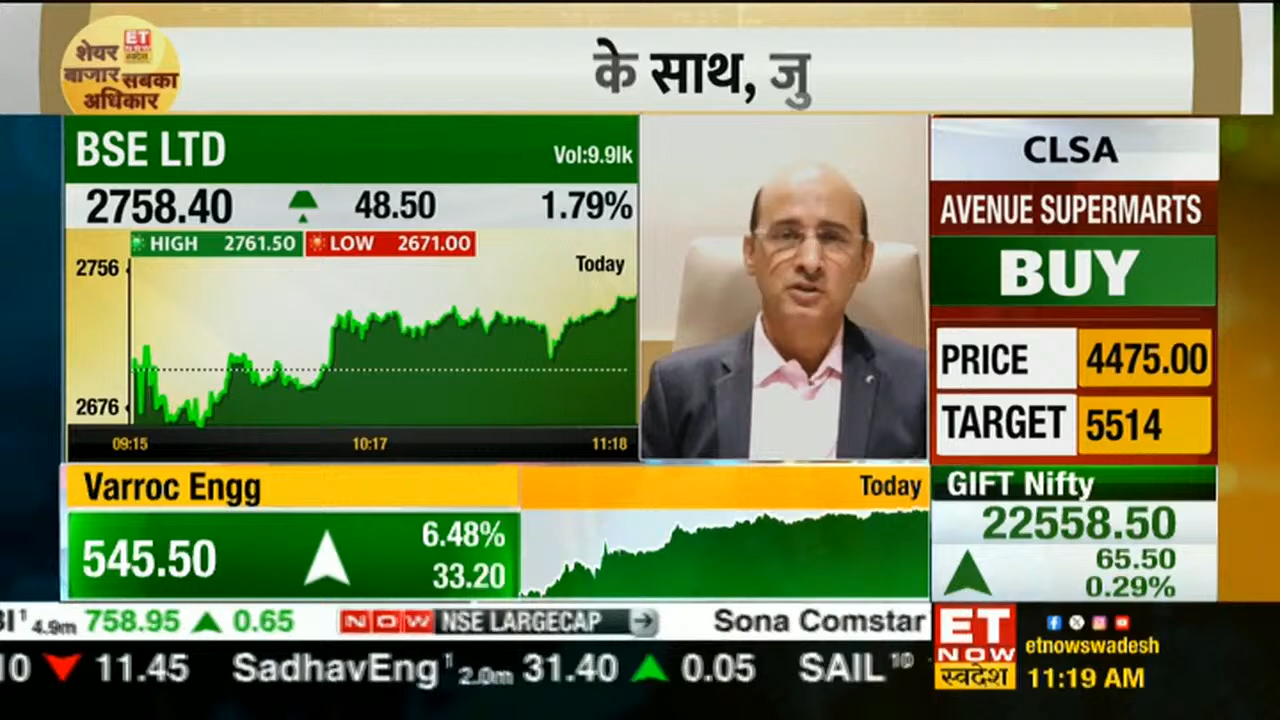 के साथ, जु
शेयर
ET
NOW
स्वदेश
बाजार सबका
अधिकार
BSE LTD
Vol:9.9lk
2758.40 48.50 1.79%
HIGH 2761.50 LOW 2671.00
2756
Today
2676
09:15 10:17 11:18
CLSA
AVENUE SUPERMARTS
BUY
PRICE 4475.00
TARGET 5514
Varroc Engg
Today
545.50
6.48%
33.20
GIFT Nifty
22558.50
65.50
0.29%
4.9m 758.95 0.65 NOW NSE LARGECAP Sona Comstar
11.45 SadhavEng 2.0m 31.40 0.05 SAIL
ET
NOW
स्वदेश
etnowswadesh
11:19 AM